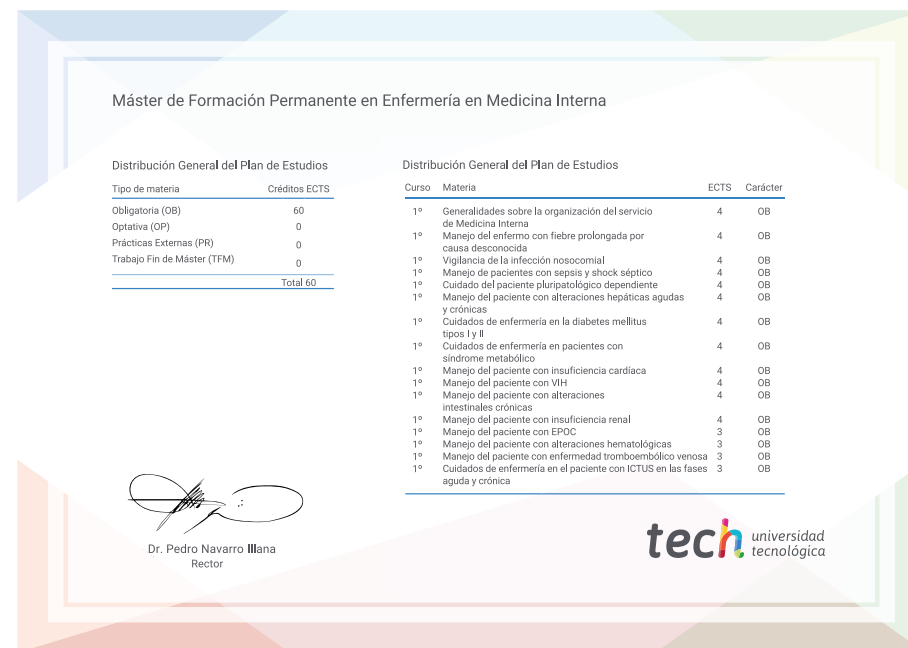 Máster de Formación Permanente en Enfermería en Medicina Interna
Distribución General del Plan de Estudios
Tipo de materia Créditos ECTS
Obligatoria (OB) 60
Optativa (OP) 0
Prácticas Externas (PR) 0
Trabajo Fin de Máster (TFM) 0
Total 60
Distribución General del Plan de Estudios
Curso Materia ECTS Carácter
1º Generalidades sobre la organización del servicio 4 OB
de Medicina Interna
1º Manejo del enfermo con fiebre prolongada por 4 OB
causa desconocida
1º Vigilancia de la infección nosocomial 4 OB
1º Manejo de pacientes con sepsis y shock séptico 4 OB
1º Cuidado del paciente pluripatológico dependiente 4 OB
1º Manejo del paciente con alteraciones hepáticas agudas 4 OB
y crónicas
1º Cuidados de enfermería en la diabetes mellitus 4 OB
tipos I y II
1º Cuidados de enfermería en pacientes con 4 OB
síndrome metabólico
1º Manejo del paciente con insuficiencia cardíaca 4 OB
1º Manejo del paciente con VIH 4 OB
1º Manejo del paciente con alteraciones 4 OB
intestinales crónicas
1º Manejo del paciente con insuficiencia renal 4 OB
1º Manejo del paciente con EPOC 3 OB
1º Manejo del paciente con alteraciones hematológicas 3 OB
1º Manejo del paciente con enfermedad tromboembólico venosa 3 OB
1º Cuidados de enfermería en el paciente con ICTUS en las fases 3 OB
aguda y crónica
Dr. Pedro Navarro Illana
Rector
tech universidad
tecnológica